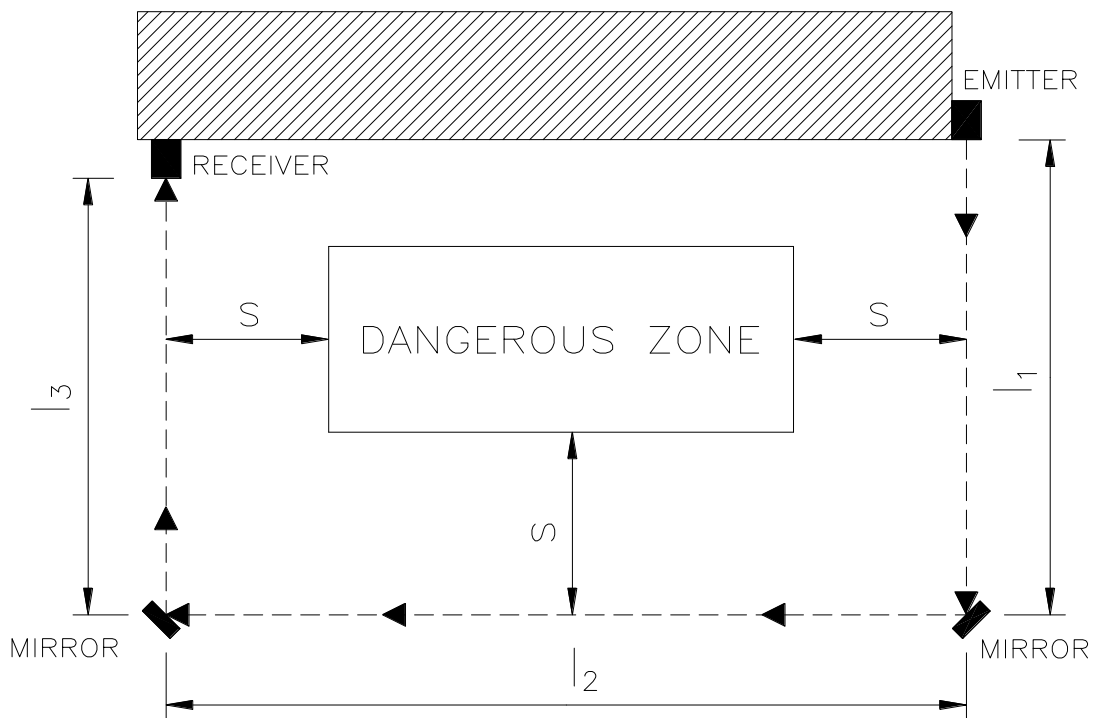 EMITTER
RECEIVER
S
S
DANGEROUS ZONE
l1
l3
S
MIRROR
MIRROR
l2